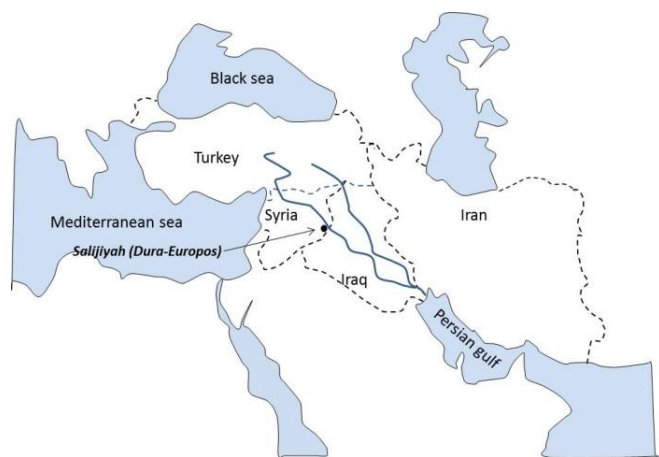 Black sea
Turkey
Mediterranean sea
Syria
Iran
Salijiyah (Dura-Europos)
Iraq
Persian gulf